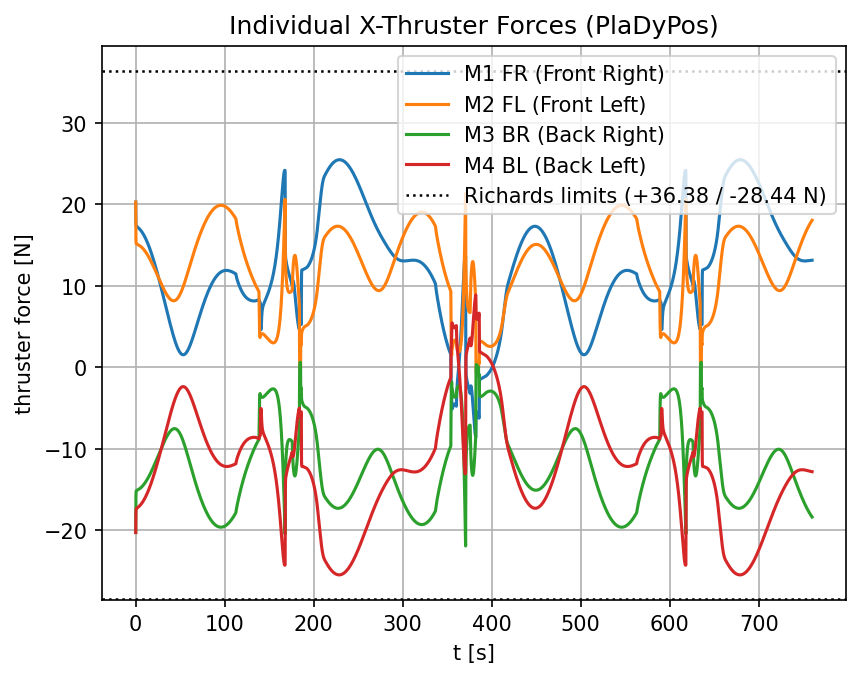 Individual X-Thruster Forces (PlaDyPos)
M1 FR (Front Right)
M2 FL (Front Left)
M3 BR (Back Right)
M4 BL (Back Left)
Richards limits (+36.38 / -28.44 N)
thruster force [N]
30
20
10
0
−10
−20
0 100 200 300 400 500 600 700
t [s]